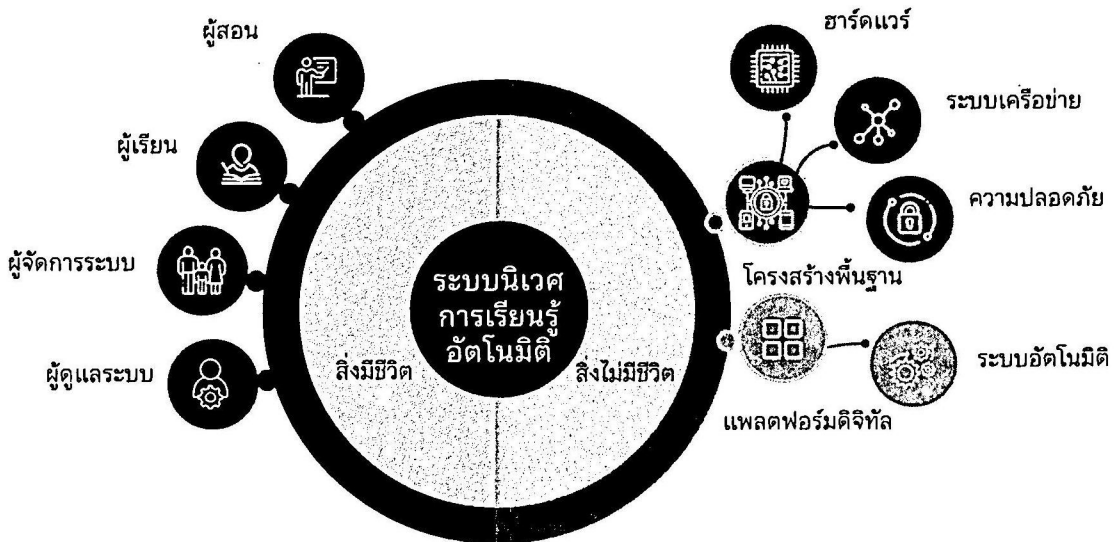 ผู้สอน
ผู้เรียน
ผู้จัดการระบบ
ผู้ดูแลระบบ
ระบบนิเวศ
การเรียนรู้
อัตโนมัติ
สิ่งมีชีวิต
สิ่งไม่มีชีวิต
ฮาร์ดแวร์
ระบบเครือข่าย
ความปลอดภัย
โครงสร้างพื้นฐาน
ระบบอัตโนมัติ
แพลตฟอร์มดิจิทัล